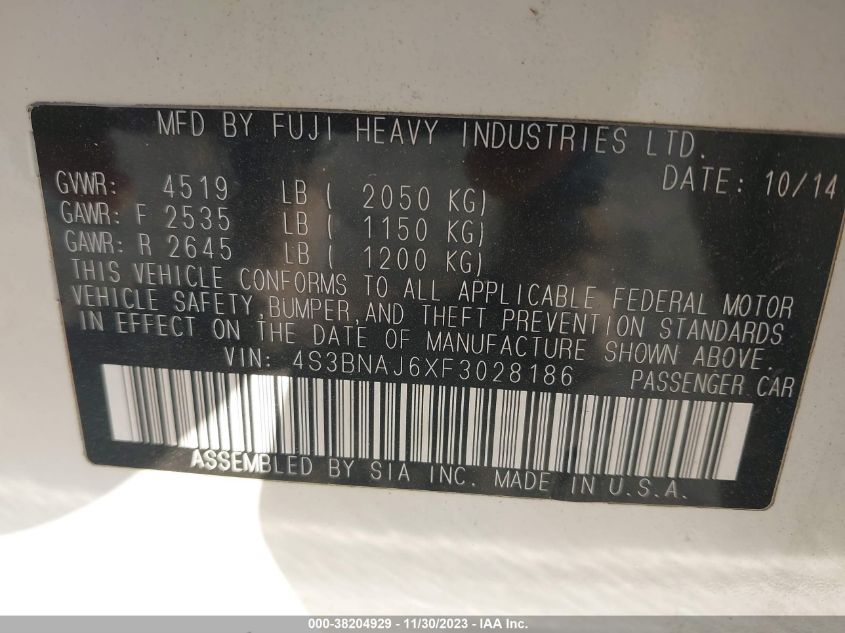 MFD BY FUJI HEAVY INDUSTRIES LTD.
DATE: 10/14
GVWR: 4519 LB ( 2050 KG)
GAWR: F 2535 LB ( 1150 KG)
GAWR: R 2645 LB ( 1200 KG)
THIS VEHICLE CONFORMS TO ALL APPLICABLE FEDERAL MOTOR
VEHICLE SAFETY, BUMPER, AND THEFT PREVENTION STANDARDS
IN EFFECT ON THE DATE OF MANUFACTURE SHOWN ABOVE.
VIN: 4S3BNAJ6XF3028186 PASSENGER CAR
ASSEMBLED BY SIA INC. MADE IN U.S.A.
000-38204929 - 11/30/2023 - IAA Inc.